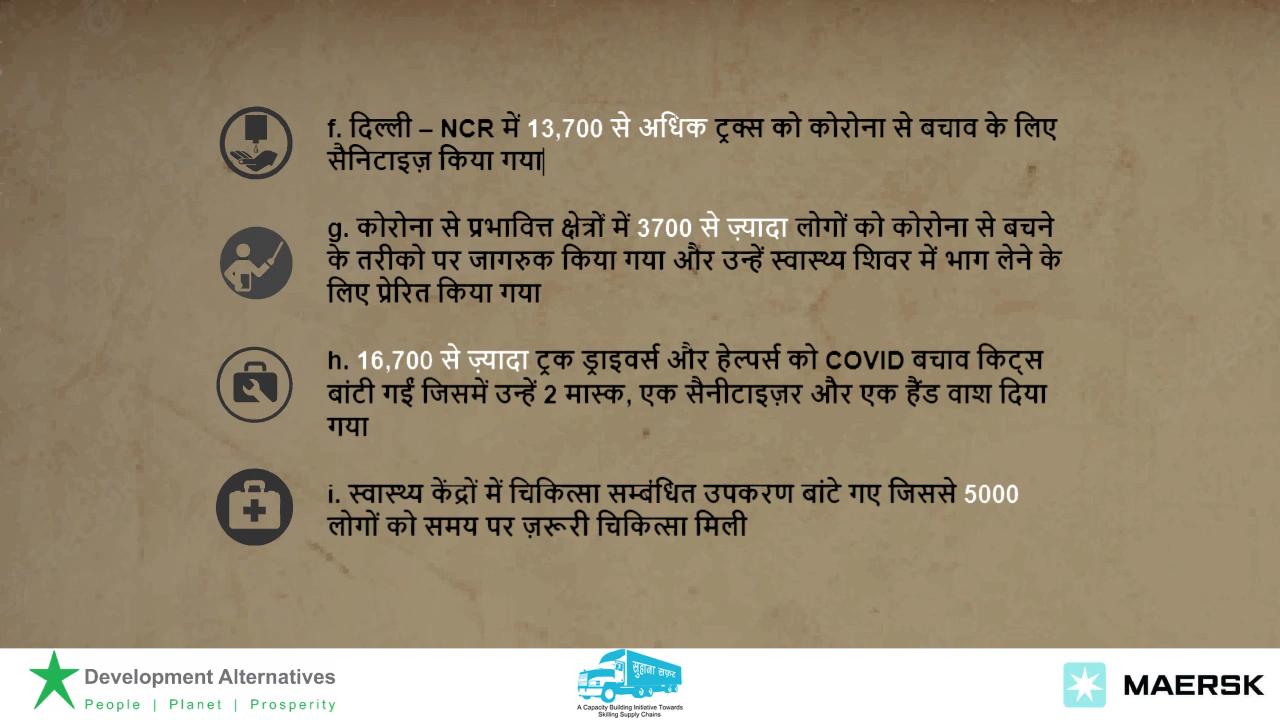 f. दिल्ली – NCR में 13,700 से अधिक ट्रक्स को कोरोना से बचाव के लिए
सैनिटाइज़ किया गया
g. कोरोना से प्रभावित्त क्षेत्रों में 3700 से ज़्यादा लोगों को कोरोना से बचने
के तरीको पर जागरुक किया गया और उन्हें स्वास्थ्य शिवर में भाग लेने के
लिए प्रेरित किया गया
h. 16,700 से ज़्यादा ट्रक ड्राइवर्स और हेल्पर्स को COVID बचाव किट्स
बांटी गईं जिसमें उन्हें 2 मास्क, एक सैनीटाइज़र और एक हैंड वाश दिया
गया
i. स्वास्थ्य केंद्रों में चिकित्सा सम्बंधित उपकरण बांटे गए जिससे 5000
लोगों को समय पर ज़रूरी चिकित्सा मिली
Development Alternatives
People | Planet | Prosperity
सुहाना सफ़र
A Capacity Building Initiative Towards
Skilling Supply Chains
MAERSK